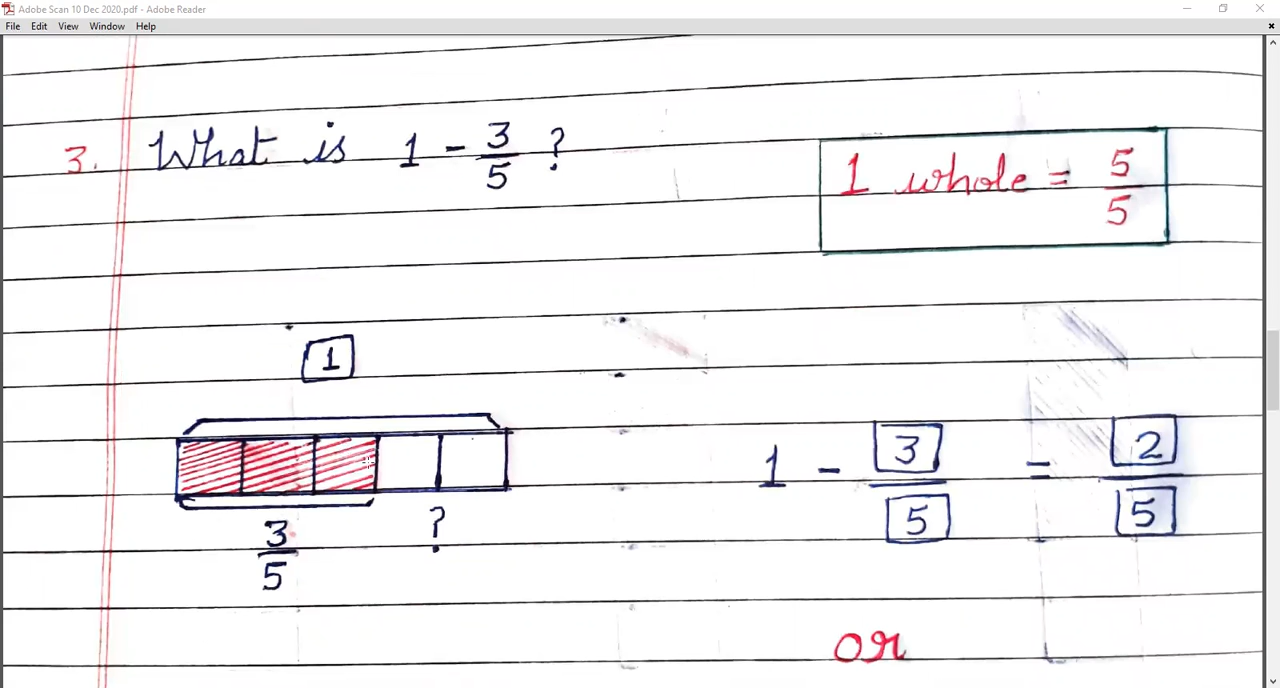 Adobe Scan 10 Dec 2020.pdf - Adobe Reader
File Edit View Window Help
3. What is 1 - 3/5 ?
1 whole = 5/5
1
3/5 ?
1 - 3/5 = 2/5
or